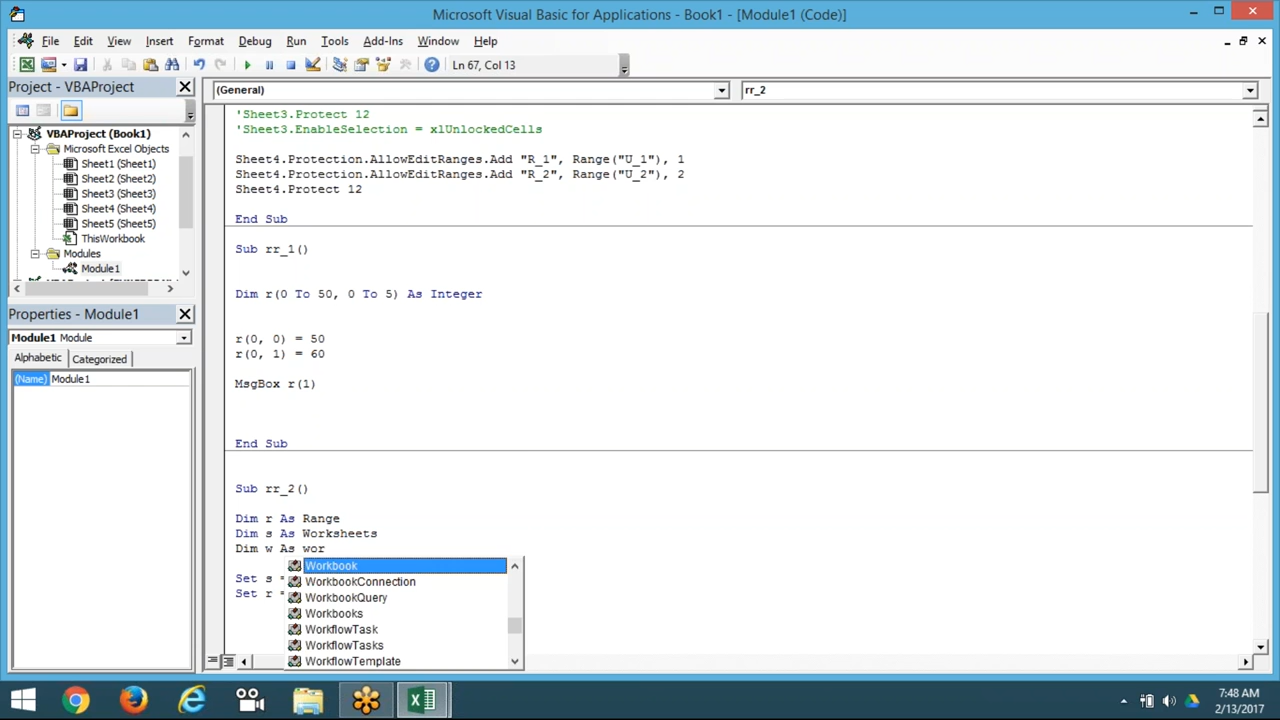 Microsoft Visual Basic for Applications - Book1 - [Module1 (Code)]
File Edit View Insert Format Debug Run Tools Add-Ins Window Help
Ln 67, Col 13
Project - VBAProject
(General)
rr_2
VBAProject (Book1)
Microsoft Excel Objects
Sheet1 (Sheet1)
Sheet2 (Sheet2)
Sheet3 (Sheet3)
Sheet4 (Sheet4)
Sheet5 (Sheet5)
ThisWorkbook
Modules
Module1
Properties - Module1
Module1 Module
Alphabetic Categorized
(Name) Module1
'Sheet3.Protect 12
'Sheet3.EnableSelection = xlUnlockedCells
Sheet4.Protection.AllowEditRanges.Add "R_1", Range("U_1"), 1
Sheet4.Protection.AllowEditRanges.Add "R_2", Range("U_2"), 2
Sheet4.Protect 12
End Sub
Sub rr_1()
Dim r(0 To 50, 0 To 5) As Integer
r(0, 0) = 50
r(0, 1) = 60
MsgBox r(1)
End Sub
Sub rr_2()
Dim r As Range
Dim s As Worksheets
Dim w As wor
Set s =
Set r =
Workbook
WorkbookConnection
WorkbookQuery
Workbooks
WorkflowTask
WorkflowTasks
WorkflowTemplate
7:48 AM
2/13/2017